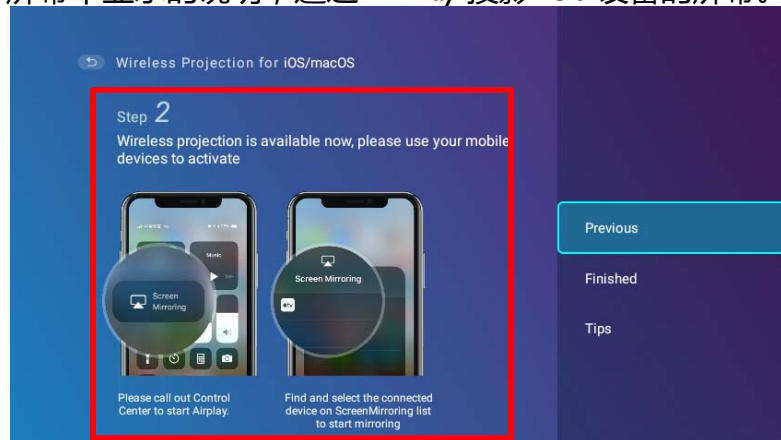 Wireless Projection for iOS/macOS
Step 2
Wireless projection is available now, please use your mobile
devices to activate
Music
Screen
Mirroring
Screen Mirroring
tv
Please call out Control
Center to start Airplay.
Find and select the connected
device on ScreenMirroring list
to start mirroring
Previous
Finished
Tips